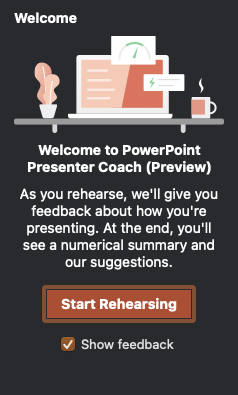 Welcome
Welcome to PowerPoint
Presenter Coach (Preview)
As you rehearse, we'll give you
feedback about how you're
presenting. At the end, you'll
see a numerical summary and
our suggestions.
Start Rehearsing
Show feedback